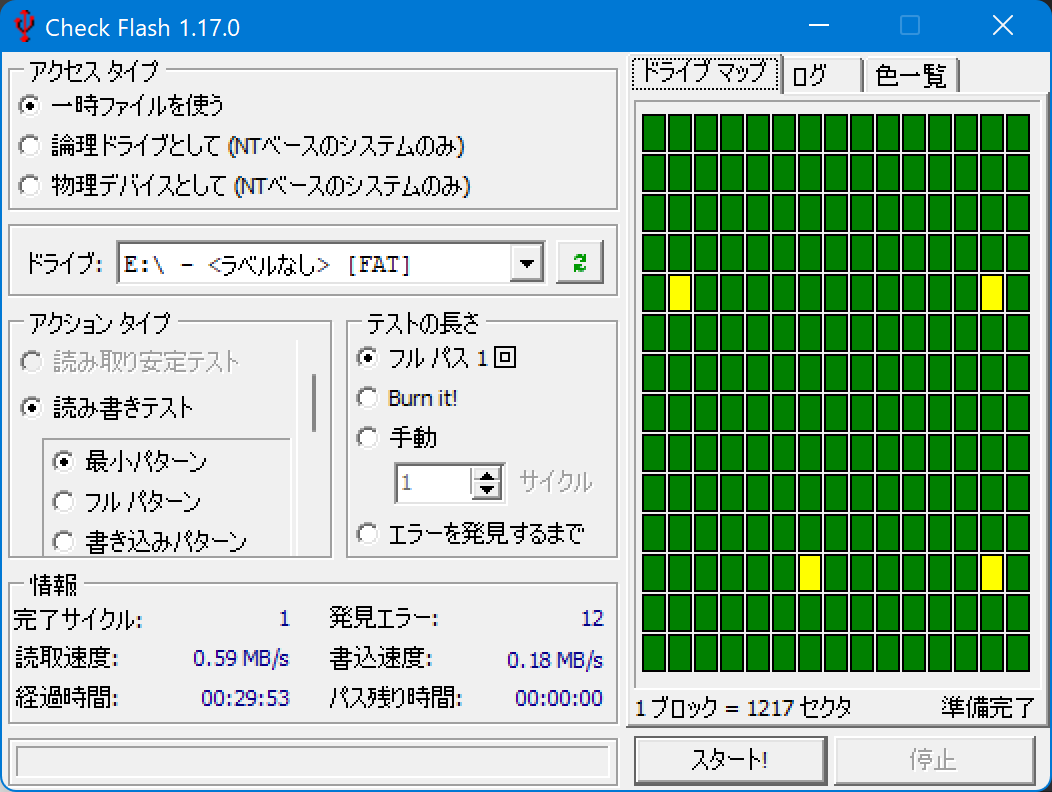 Check Flash 1.17.0
アクセス タイプ
一時ファイルを使う
論理ドライブとして (NTベースのシステムのみ)
物理デバイスとして (NTベースのシステムのみ)
ドライブ:
E:\ - <ラベルなし> [FAT]
アクション タイプ
読み取り安定テスト
読み書きテスト
最小パターン
フル パターン
書き込みパターン
テストの長さ
フル パス 1回
Burn it!
手動
1 サイクル
エラーを発見するまで
情報
完了サイクル: 1 発見エラー: 12
読取速度: 0.59 MB/s 書込速度: 0.18 MB/s
経過時間: 00:29:53 パス残り時間: 00:00:00
ドライブ マップ ログ 色一覧
1 ブロック = 1217 セクタ 準備完了
スタート! 停止